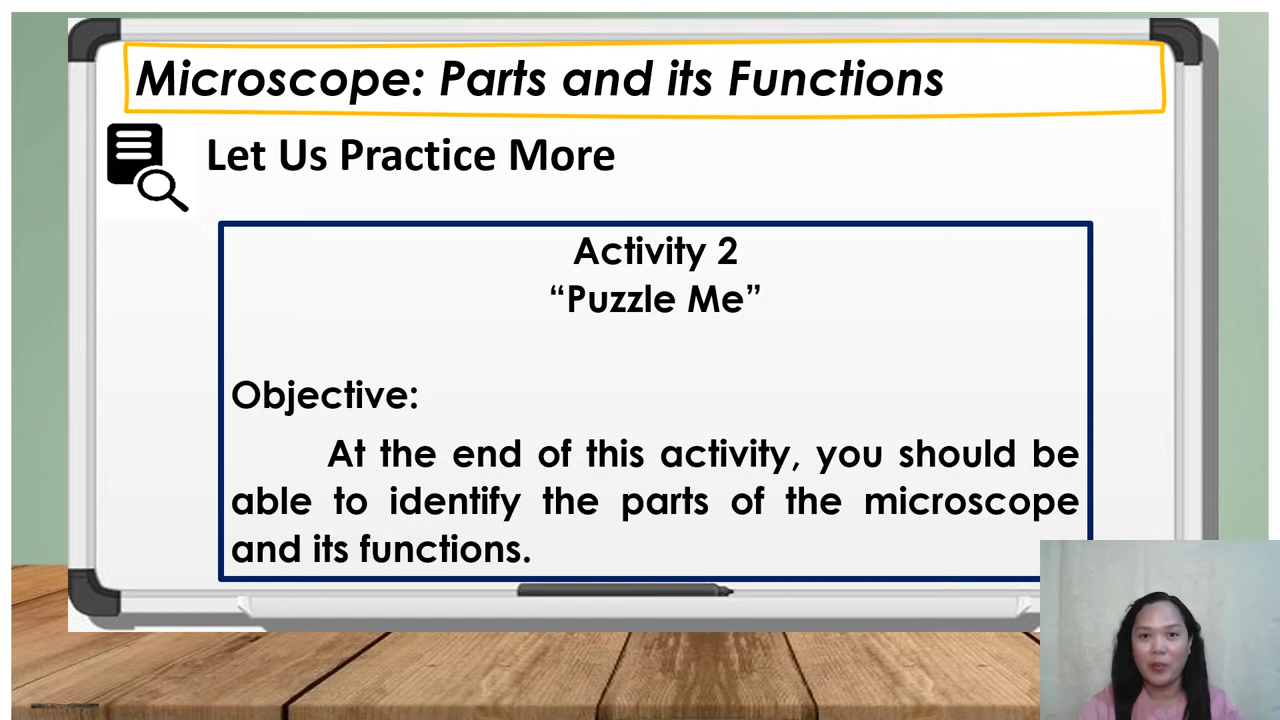 Microscope: Parts and its Functions
Let Us Practice More
Activity 2
“Puzzle Me”
Objective:
At the end of this activity, you should be
able to identify the parts of the microscope
and its functions.